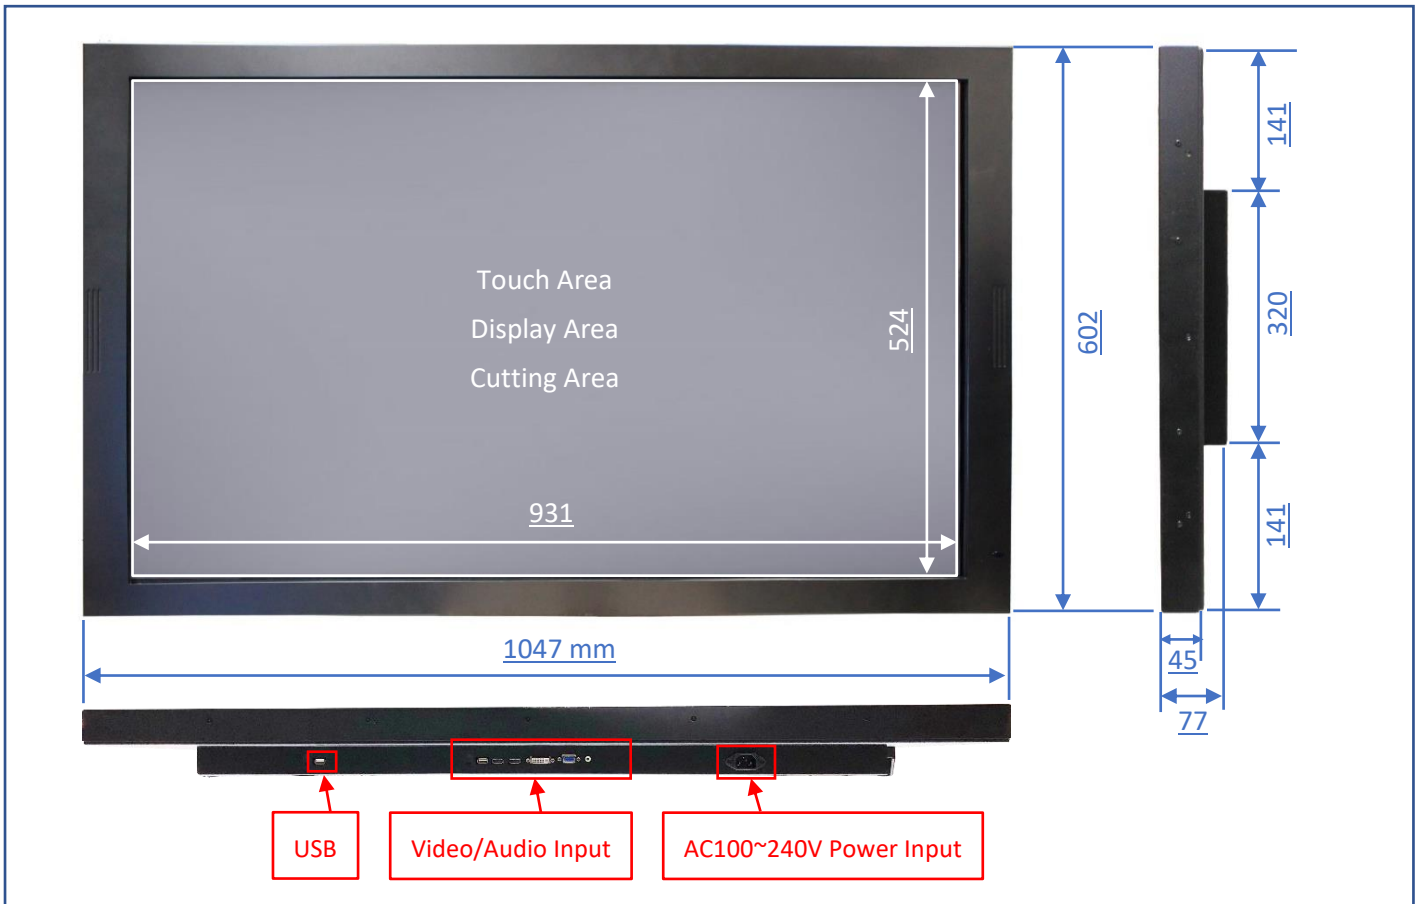 Touch Area
Display Area
Cutting Area
524
931
602
1047 mm
141
320
141
45
77
USB
Video/Audio Input
AC100~240V Power Input